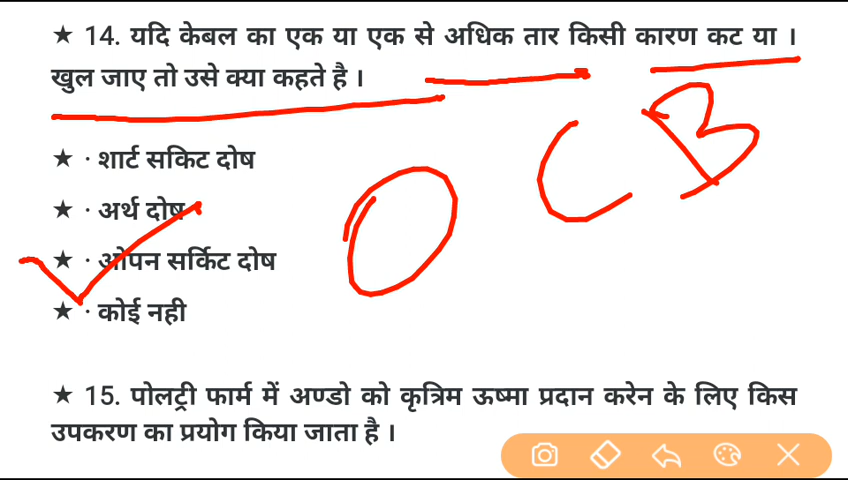 ★ 14. यदि केबल का एक या एक से अधिक तार किसी कारण कट या ।
खुल जाए तो उसे क्या कहते है ।
★ · शार्ट सकिट दोष
★ · अर्थ दोष
★ · ओपन सर्किट दोष
★ · कोई नही
O C B
★ 15. पोलट्री फार्म में अण्डो को कृत्रिम ऊष्मा प्रदान करेन के लिए किस
उपकरण का प्रयोग किया जाता है ।